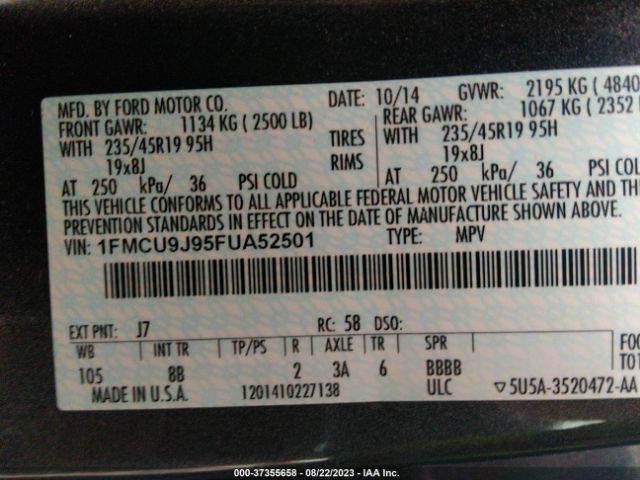 MFD. BY FORD MOTOR CO. DATE: 10/14 GVWR: 2195 KG ( 4840
FRONT GAWR: 1134 KG ( 2500 LB) REAR GAWR: 1067 KG ( 2352
WITH 235/45R19 95H TIRES WITH 235/45R19 95H
19x8J RIMS 19x8J
AT 250 kPa/ 36 PSI COLD AT 250 kPa/ 36 PSI COL
THIS VEHICLE CONFORMS TO ALL APPLICABLE FEDERAL MOTOR VEHICLE SAFETY AND THE
PREVENTION STANDARDS IN EFFECT ON THE DATE OF MANUFACTURE SHOWN ABOVE.
VIN: 1FMCU9J95FUA52501 TYPE: MPV
EXT PNT: J7 RC: 58 DSO:
WB INT TR TP/PS R AXLE TR SPR
105 8B 2 3A 6 BBBB
MADE IN U.S.A. 1201410227138 ULC ▽5U5A-3520472-AA
FOG
TO1
000-37355658 - 08/22/2023 - IAA Inc.